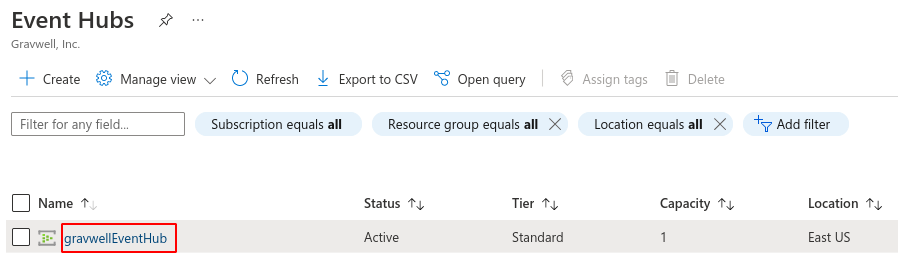 Event Hubs
Gravwell, Inc.
Create Manage view Refresh Export to CSV Open query Assign tags Delete
Filter for any field... Subscription equals all Resource group equals all Location equals all Add filter
Name Status Tier Capacity Location
gravwellEventHub Active Standard 1 East US